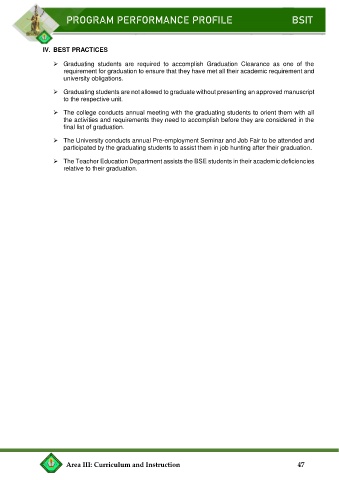 PROGRAM PERFORMANCE PROFILE BSIT
IV. BEST PRACTICES
➢ Graduating students are required to accomplish Graduation Clearance as one of the
requirement for graduation to ensure that they have met all their academic requirement and
university obligations.
➢ Graduating students are not allowed to graduate without presenting an approved manuscript
to the respective unit.
➢ The college conducts annual meeting with the graduating students to orient them with all
the activities and requirements they need to accomplish before they are considered in the
final list of graduation.
➢ The University conducts annual Pre-employment Seminar and Job Fair to be attended and
participated by the graduating students to assist them in job hunting after their graduation.
➢ The Teacher Education Department assists the BSE students in their academic deficiencies
relative to their graduation.
Area III: Curriculum and Instruction 47